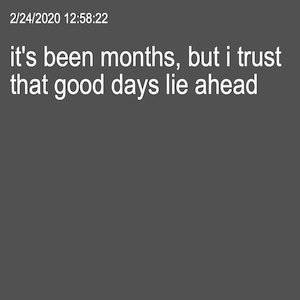 2/24/2020 12:58:22
it's been months, but i trust
that good days lie ahead